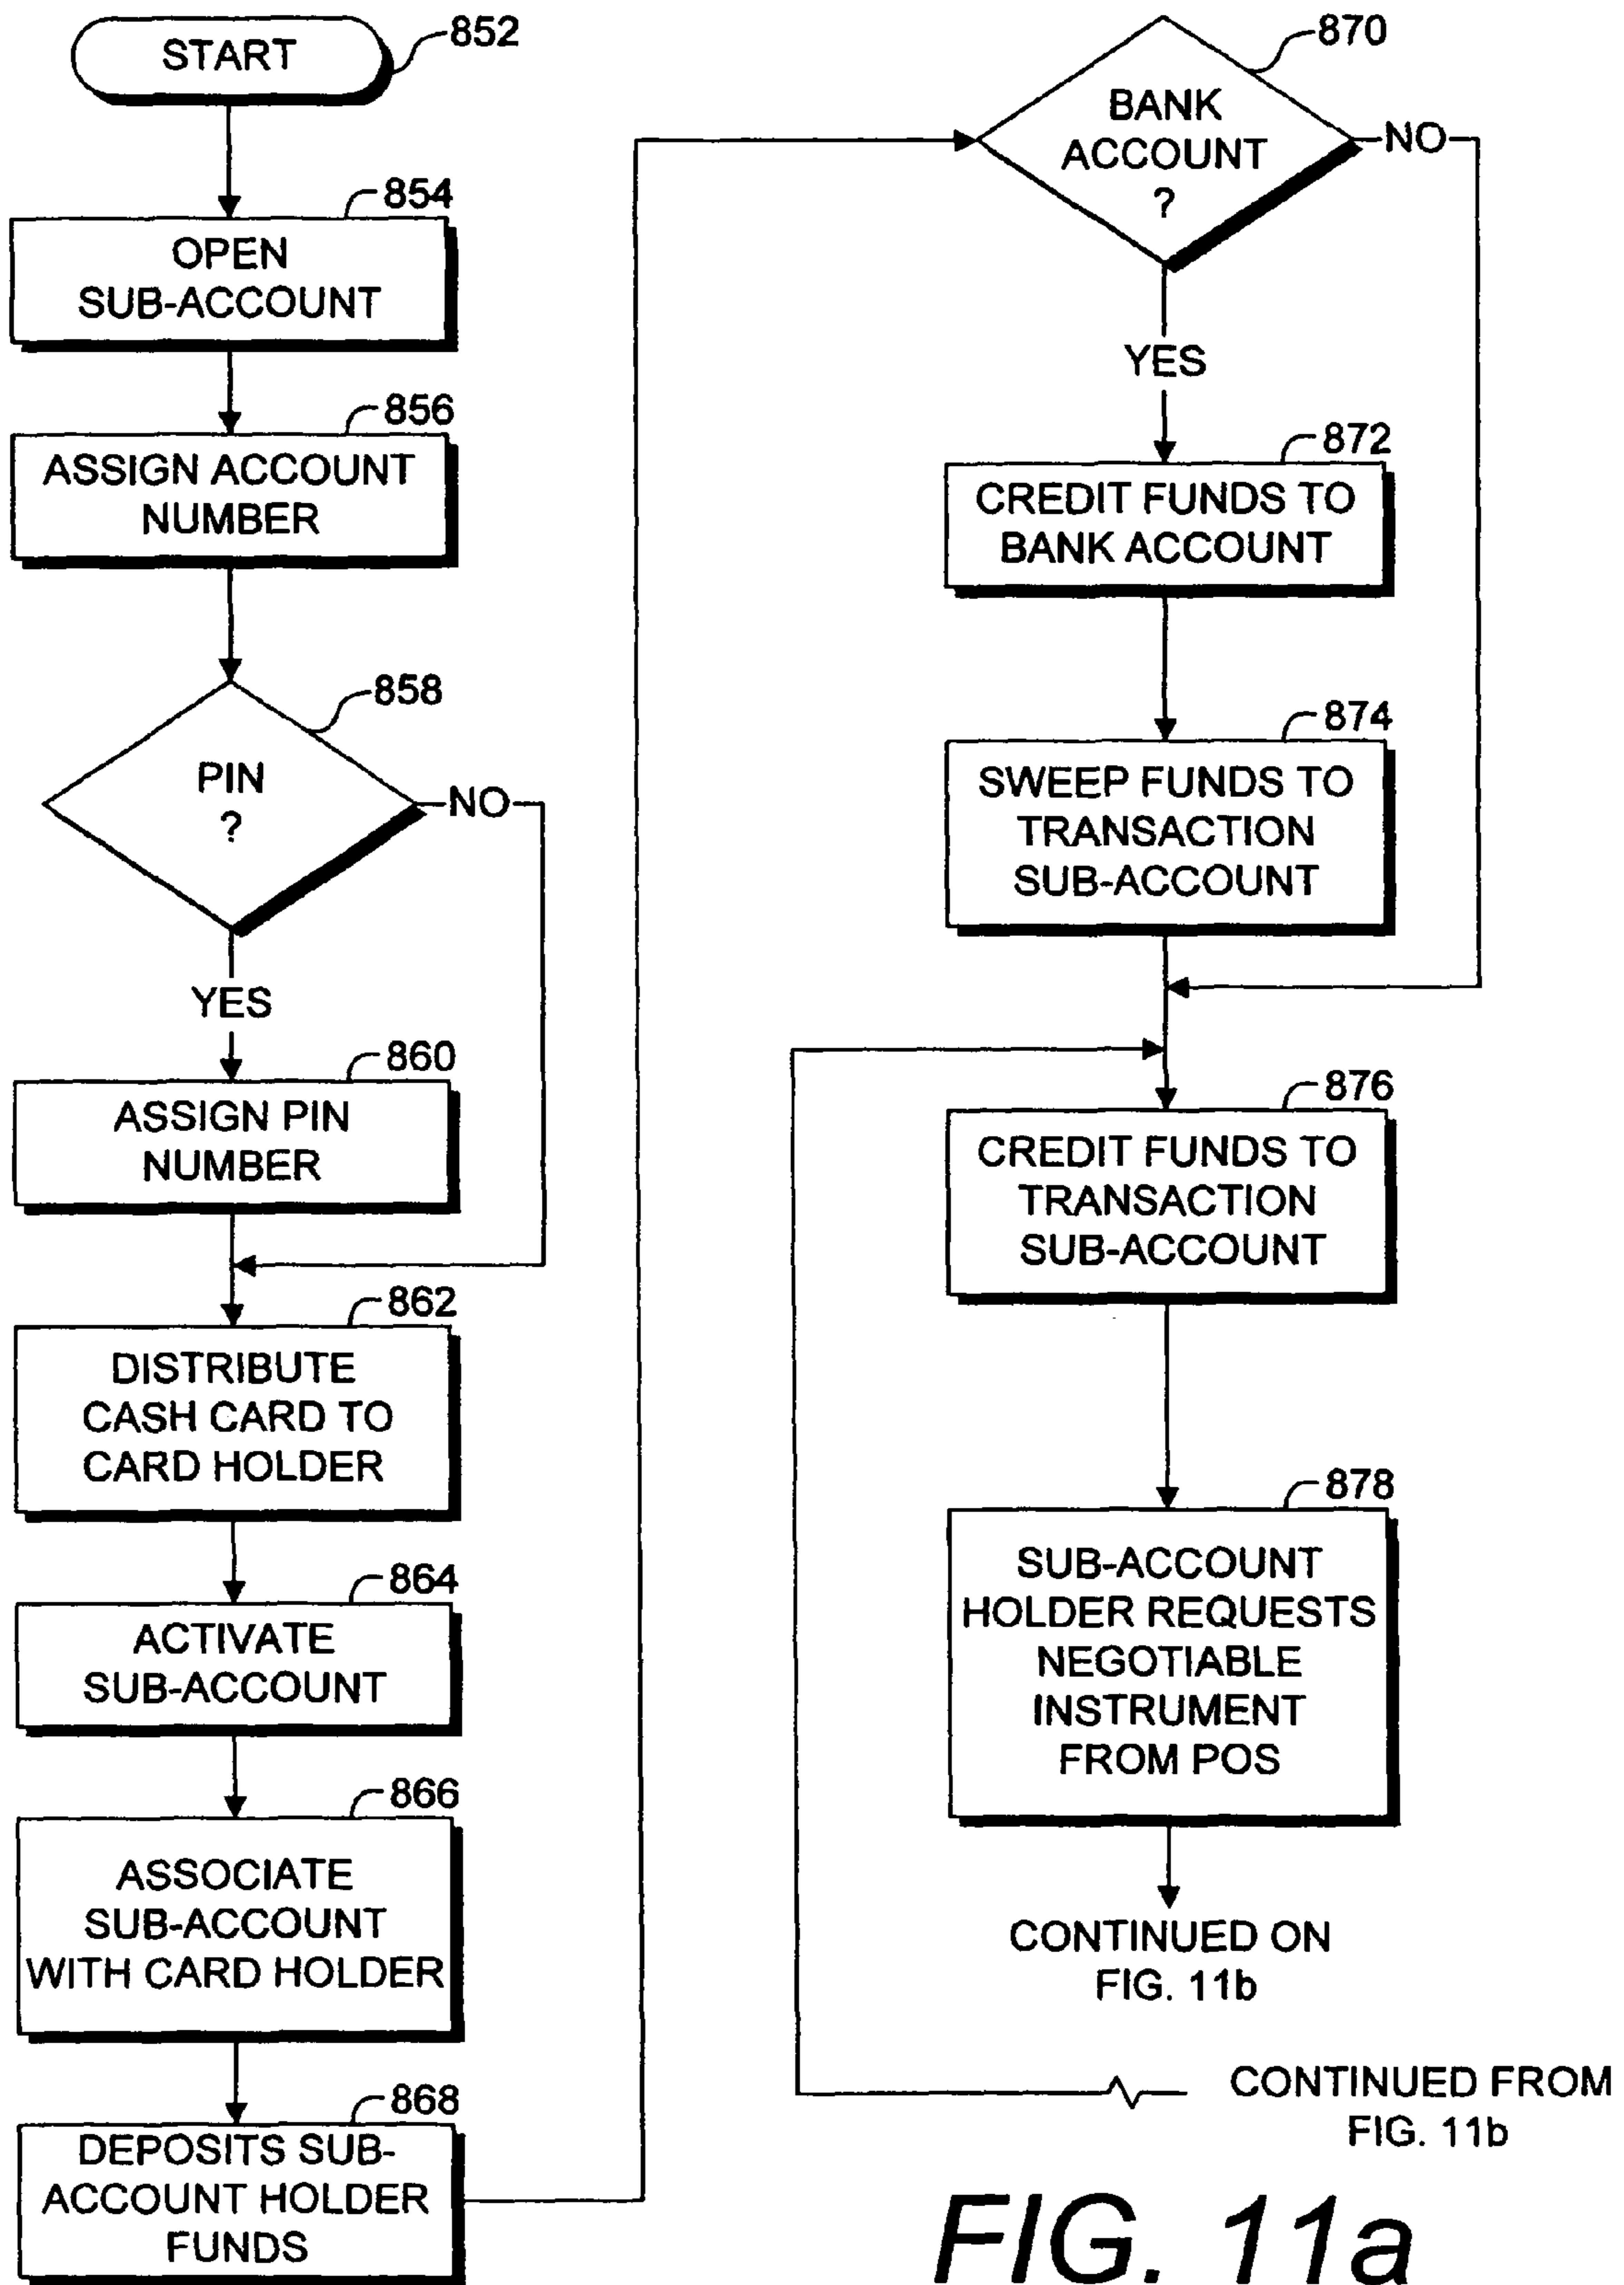 START
852
854
OPEN
SUB-ACCOUNT
856
ASSIGN ACCOUNT
NUMBER
858
PIN
?
NO
YES
860
ASSIGN PIN
NUMBER
862
DISTRIBUTE
CASH CARD TO
CARD HOLDER
864
ACTIVATE
SUB-ACCOUNT
866
ASSOCIATE
SUB-ACCOUNT
WITH CARD HOLDER
868
DEPOSITS SUB-
ACCOUNT HOLDER
FUNDS
870
BANK
ACCOUNT
?
NO
YES
872
CREDIT FUNDS TO
BANK ACCOUNT
874
SWEEP FUNDS TO
TRANSACTION
SUB-ACCOUNT
876
CREDIT FUNDS TO
TRANSACTION
SUB-ACCOUNT
878
SUB-ACCOUNT
HOLDER REQUESTS
NEGOTIABLE
INSTRUMENT
FROM POS
CONTINUED ON
FIG. 11b
CONTINUED FROM
FIG. 11b
FIG. 11a